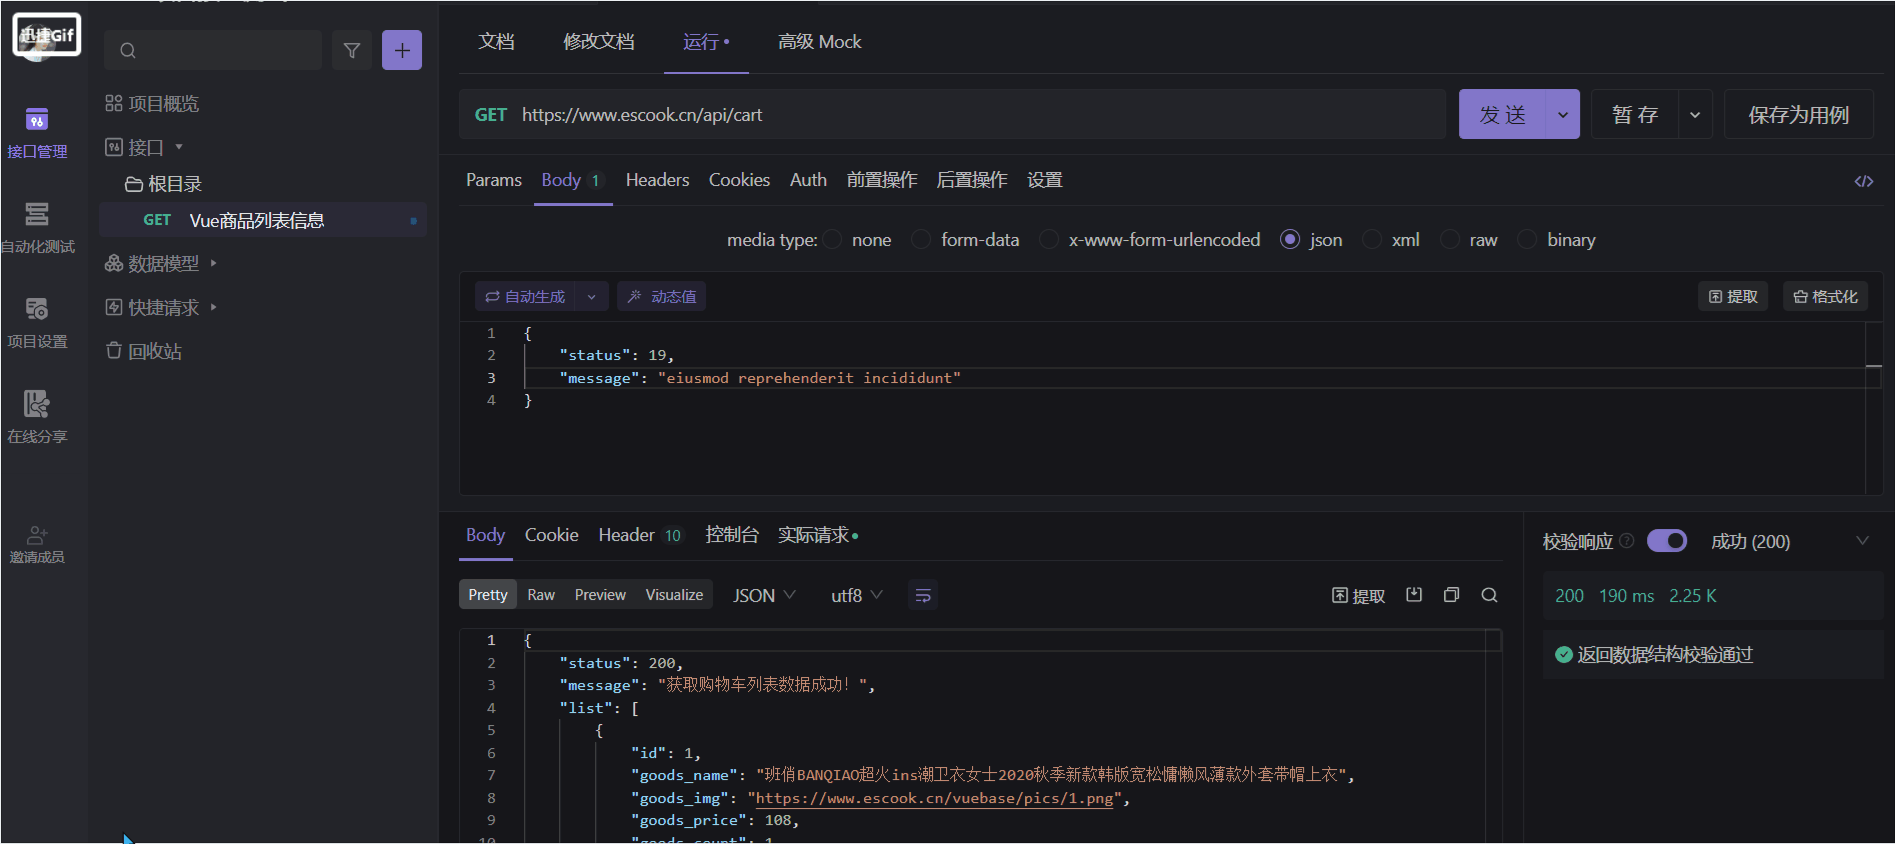 迅捷Gif
接口管理
自动化测试
项目设置
在线分享
邀请成员
项目概览
接口
根目录
GET Vue商品列表信息
数据模型
快捷请求
回收站
文档 修改文档 运行 高级 Mock
GET https://www.escook.cn/api/cart 发 送 暂 存 保存为用例
Params Body 1 Headers Cookies Auth 前置操作 后置操作 设置 </>
media type: none form-data x-www-form-urlencoded json xml raw binary
自动生成 动态值 提取 格式化
1 {
2 "status": 19,
3 "message": "eiusmod reprehenderit incididunt"
4 }
Body Cookie Header 10 控制台 实际请求
Pretty Raw Preview Visualize JSON utf8 提取
1 {
2 "status": 200,
3 "message": "获取购物车列表数据成功！",
4 "list": [
5 {
6 "id": 1,
7 "goods_name": "班俏BANQIAO超火ins潮卫衣女士2020秋季新款韩版宽松慵懒风薄款外套带帽上衣",
8 "goods_img": "https://www.escook.cn/vuebase/pics/1.png",
9 "goods_price": 108,
校验响应 成功 (200)
200 190 ms 2.25 K
返回数据结构校验通过